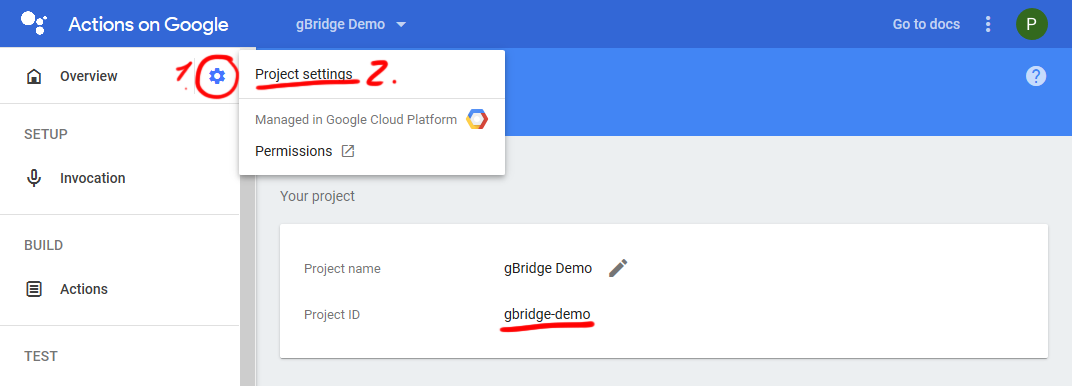 Actions on Google
gBridge Demo
Go to docs
P
Overview
1.
Project settings
2.
?
Managed in Google Cloud Platform
Permissions
SETUP
Invocation
Your project
BUILD
Project name
gBridge Demo
Actions
Project ID
gbridge-demo
TEST